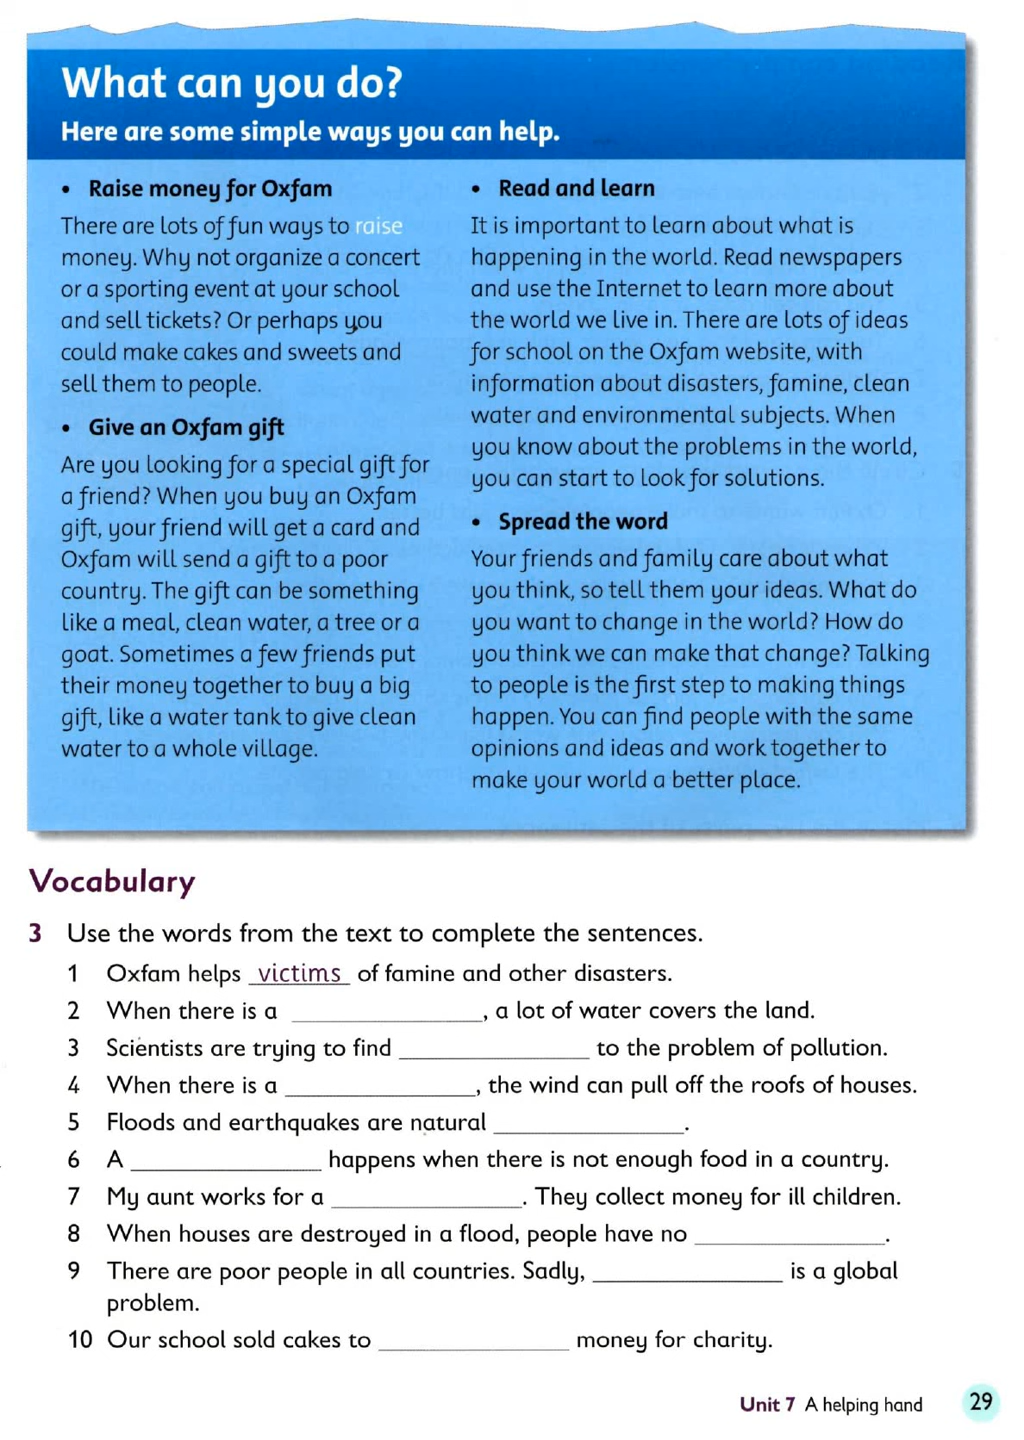 What can you do?
Here are some simple ways you can help.
• Raise money for Oxfam
There are lots of fun ways to raise
money. Why not organize a concert
or a sporting event at your school
and sell tickets? Or perhaps you
could make cakes and sweets and
sell them to people.
• Give an Oxfam gift
Are you looking for a special gift for
a friend? When you buy an Oxfam
gift, your friend will get a card and
Oxfam will send a gift to a poor
country. The gift can be something
like a meal, clean water, a tree or a
goat. Sometimes a few friends put
their money together to buy a big
gift, like a water tank to give clean
water to a whole village.
• Read and learn
It is important to learn about what is
happening in the world. Read newspapers
and use the Internet to learn more about
the world we live in. There are lots of ideas
for school on the Oxfam website, with
information about disasters, famine, clean
water and environmental subjects. When
you know about the problems in the world,
you can start to look for solutions.
• Spread the word
Your friends and family care about what
you think, so tell them your ideas. What do
you want to change in the world? How do
you think we can make that change? Talking
to people is the first step to making things
happen. You can find people with the same
opinions and ideas and work together to
make your world a better place.
Vocabulary
3 Use the words from the text to complete the sentences.
1 Oxfam helps victims of famine and other disasters.
2 When there is a ________________, a lot of water covers the land.
3 Scientists are trying to find ________________ to the problem of pollution.
4 When there is a ________________, the wind can pull off the roofs of houses.
5 Floods and earthquakes are natural ________________.
6 A ________________ happens when there is not enough food in a country.
7 My aunt works for a ________________. They collect money for ill children.
8 When houses are destroyed in a flood, people have no ________________.
9 There are poor people in all countries. Sadly, ________________ is a global
problem.
10 Our school sold cakes to ________________ money for charity.
Unit 7 A helping hand 29